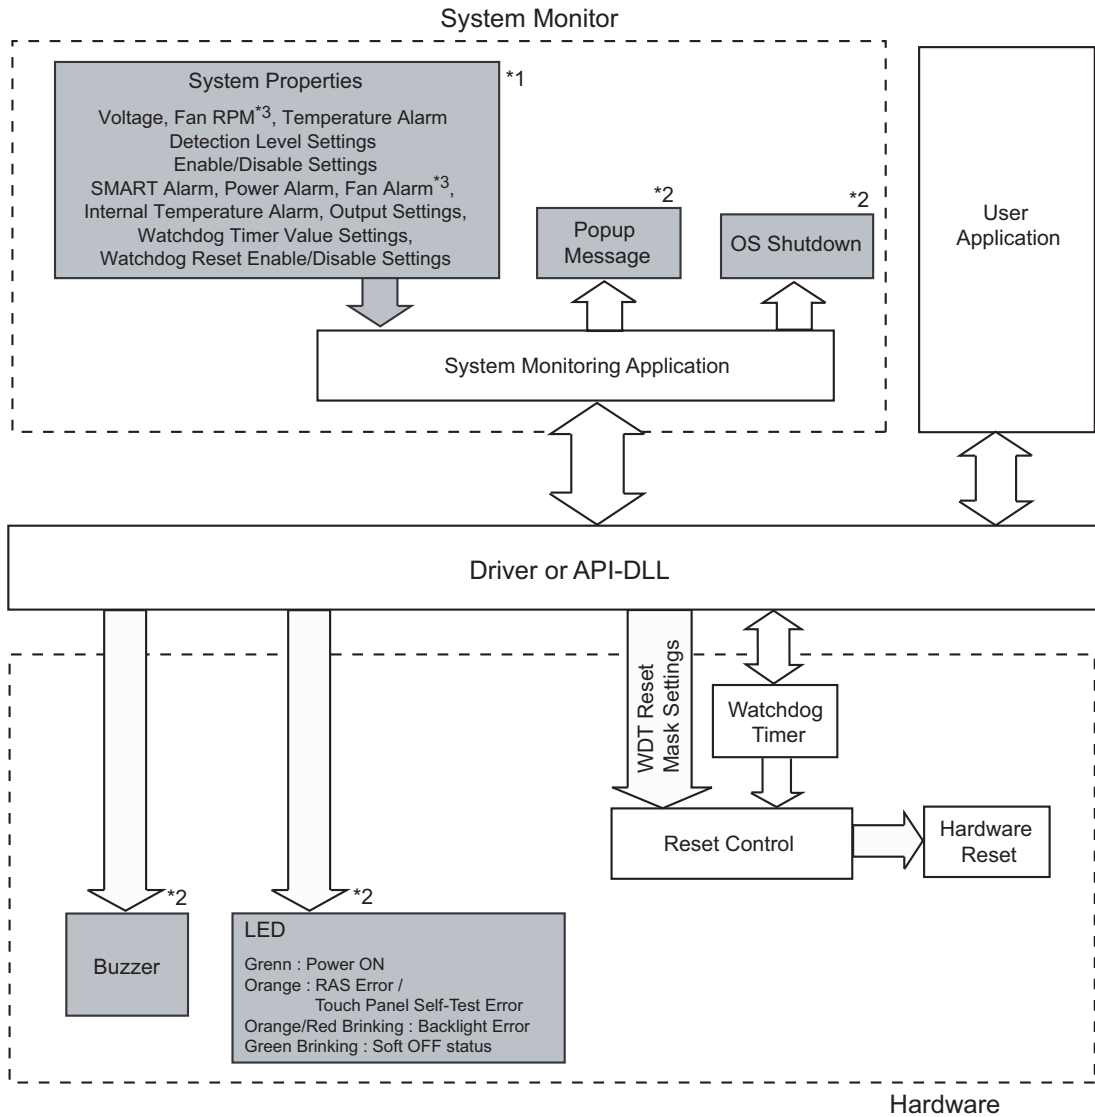 System Monitor
System Properties
*1
Voltage, Fan RPM*3, Temperature Alarm
Detection Level Settings
Enable/Disable Settings
SMART Alarm, Power Alarm, Fan Alarm*3,
Internal Temperature Alarm, Output Settings,
Watchdog Timer Value Settings,
Watchdog Reset Enable/Disable Settings
*2
Popup
Message
*2
OS Shutdown
User
Application
System Monitoring Application
Driver or API-DLL
WDT Reset
Mask Settings
Watchdog
Timer
Reset Control
Hardware
Reset
*2
Buzzer
*2
LED
Grenn : Power ON
Orange : RAS Error /
Touch Panel Self-Test Error
Orange/Red Brinking : Backlight Error
Green Brinking : Soft OFF status
Hardware